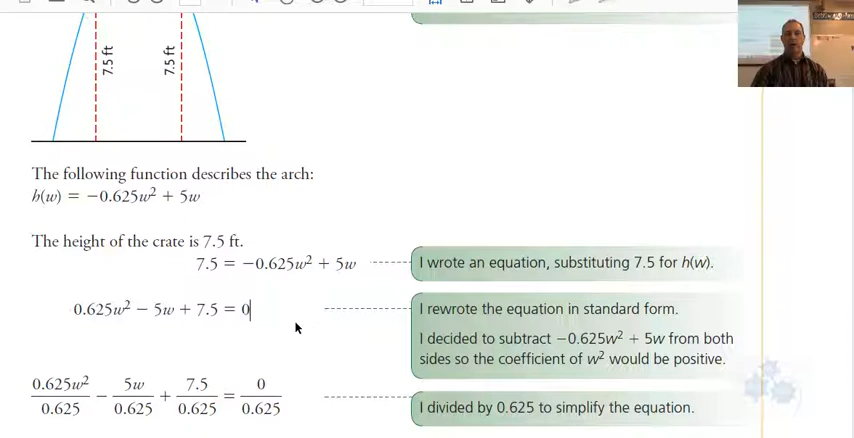 7.5 ft
7.5 ft
The following function describes the arch:
h(w) = −0.625w² + 5w
The height of the crate is 7.5 ft.
7.5 = −0.625w² + 5w
I wrote an equation, substituting 7.5 for h(w).
0.625w² − 5w + 7.5 = 0
I rewrote the equation in standard form.
I decided to subtract −0.625w² + 5w from both
sides so the coefficient of w² would be positive.
0.625w² 5w 7.5 0
− + =
0.625 0.625 0.625 0.625
I divided by 0.625 to simplify the equation.